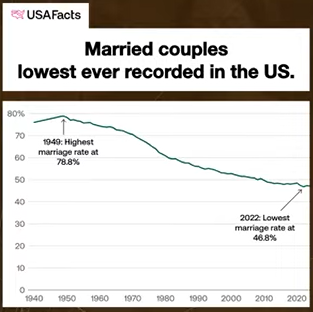 USAFacts
Married couples
lowest ever recorded in the US.
80%
70
60
50
40
30
20
10
0
1949: Highest
marriage rate at
78.8%
2022: Lowest
marriage rate at
46.8%
1940 1950 1960 1970 1980 1990 2000 2010 2020